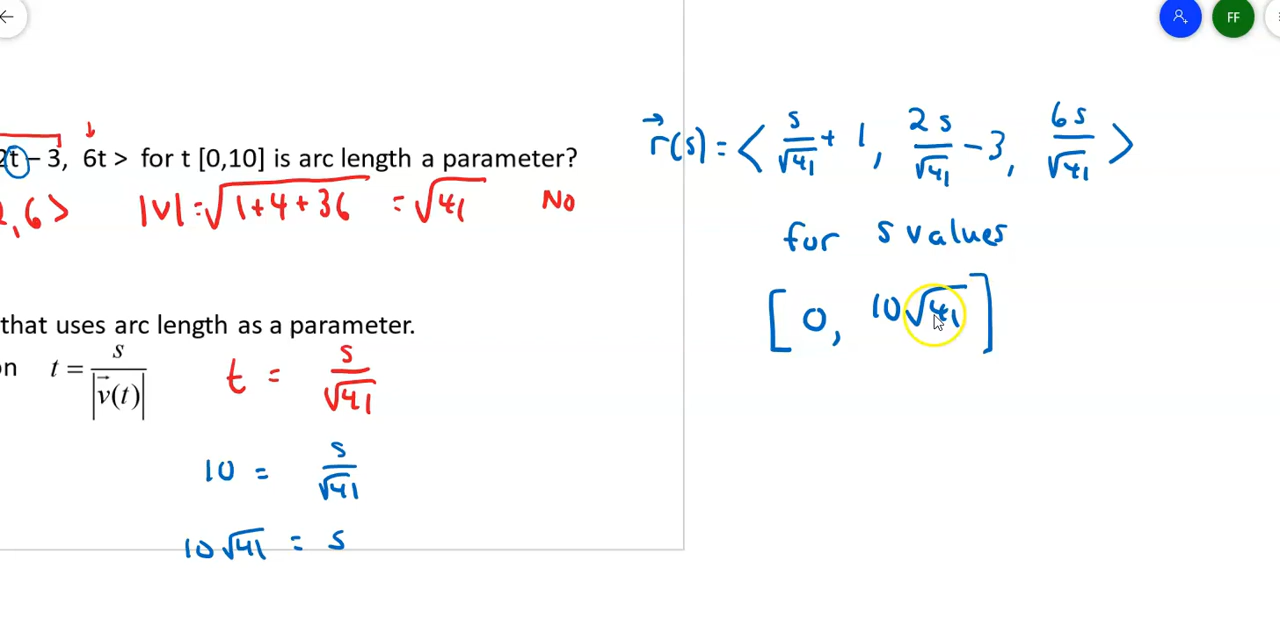 FF
2t – 3, 6t > for t [0,10] is arc length a parameter?
2, 6 > |v| = √1+4+36 = √41 No
that uses arc length as a parameter.
on t = s / |v⃗(t)| t = s / √41
10 = s / √41
10√41 = s
r⃗(s) = < s/√41 + 1, 2s/√41 − 3, 6s/√41 >
for s values
[0, 10√41]